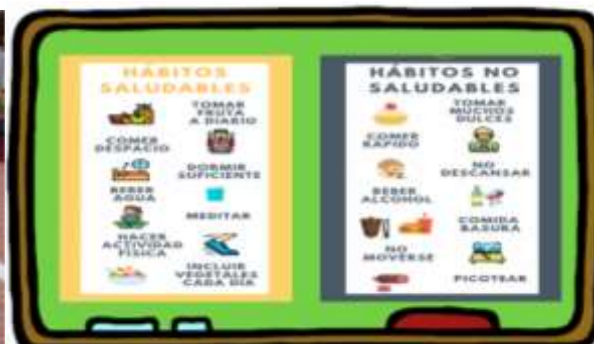 HÁBITOS
SALUDABLES
TOMAR
FRUTA
A DIARIO
COMER
DESPACIO
DORMIR
SUFICIENTE
BEBER
AGUA
MEDITAR
HACER
ACTIVIDAD
FÍSICA
INCLUIR
VEGETALES
CADA DÍA
HÁBITOS NO
SALUDABLES
TOMAR
MUCHOS
DULCES
COMER
RÁPIDO
NO
DESCANSAR
BEBER
ALCOHOL
COMIDA
BASURA
NO
MOVERSE
PICOTEAR